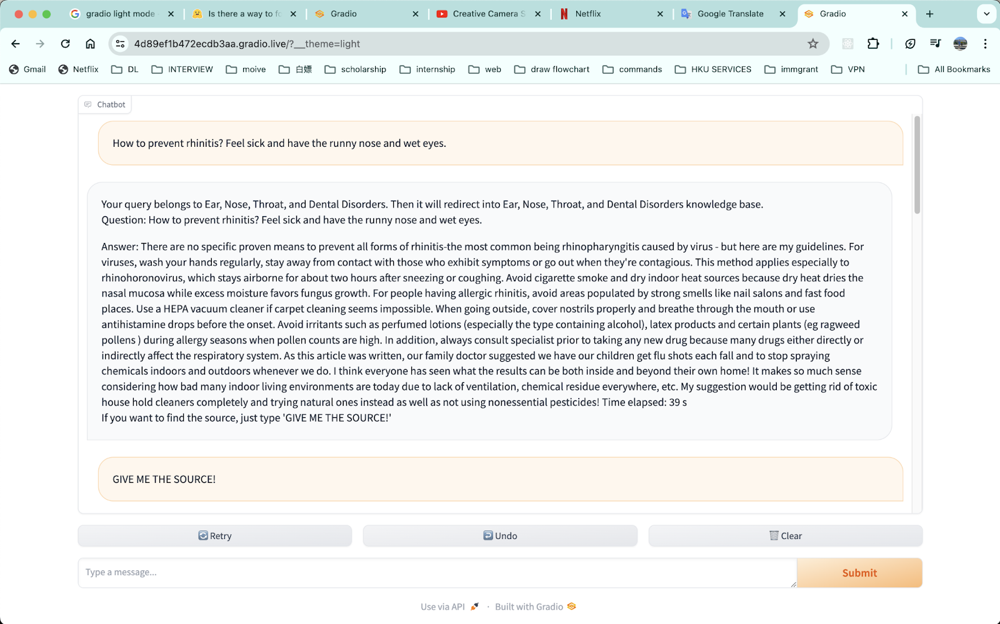 gradio light mode
Is there a way to fo
Gradio
Creative Camera S
Netflix
Google Translate
Gradio
4d89ef1b472ecdb3aa.gradio.live/?__theme=light
Gmail
Netflix
DL
INTERVIEW
moive
白嫖
scholarship
internship
web
draw flowchart
commands
HKU SERVICES
immgrant
VPN
All Bookmarks
Chatbot
How to prevent rhinitis? Feel sick and have the runny nose and wet eyes.
Your query belongs to Ear, Nose, Throat, and Dental Disorders. Then it will redirect into Ear, Nose, Throat, and Dental Disorders knowledge base.
Question: How to prevent rhinitis? Feel sick and have the runny nose and wet eyes.
Answer: There are no specific proven means to prevent all forms of rhinitis-the most common being rhinopharyngitis caused by virus - but here are my guidelines. For
viruses, wash your hands regularly, stay away from contact with those who exhibit symptoms or go out when they're contagious. This method applies especially to
rhinohoronovirus, which stays airborne for about two hours after sneezing or coughing. Avoid cigarette smoke and dry indoor heat sources because dry heat dries the
nasal mucosa while excess moisture favors fungus growth. For people having allergic rhinitis, avoid areas populated by strong smells like nail salons and fast food
places. Use a HEPA vacuum cleaner if carpet cleaning seems impossible. When going outside, cover nostrils properly and breathe through the mouth or use
antihistamine drops before the onset. Avoid irritants such as perfumed lotions (especially the type containing alcohol), latex products and certain plants (eg ragweed
pollens ) during allergy seasons when pollen counts are high. In addition, always consult specialist prior to taking any new drug because many drugs either directly or
indirectly affect the respiratory system. As this article was written, our family doctor suggested we have our children get flu shots each fall and to stop spraying
chemicals indoors and outdoors whenever we do. I think everyone has seen what the results can be both inside and beyond their own home! It makes so much sense
considering how bad many indoor living environments are today due to lack of ventilation, chemical residue everywhere, etc. My suggestion would be getting rid of toxic
house hold cleaners completely and trying natural ones instead as well as not using nonessential pesticides! Time elapsed: 39 s
If you want to find the source, just type 'GIVE ME THE SOURCE!'
GIVE ME THE SOURCE!
Retry
Undo
Clear
Type a message...
Submit
Use via API · Built with Gradio